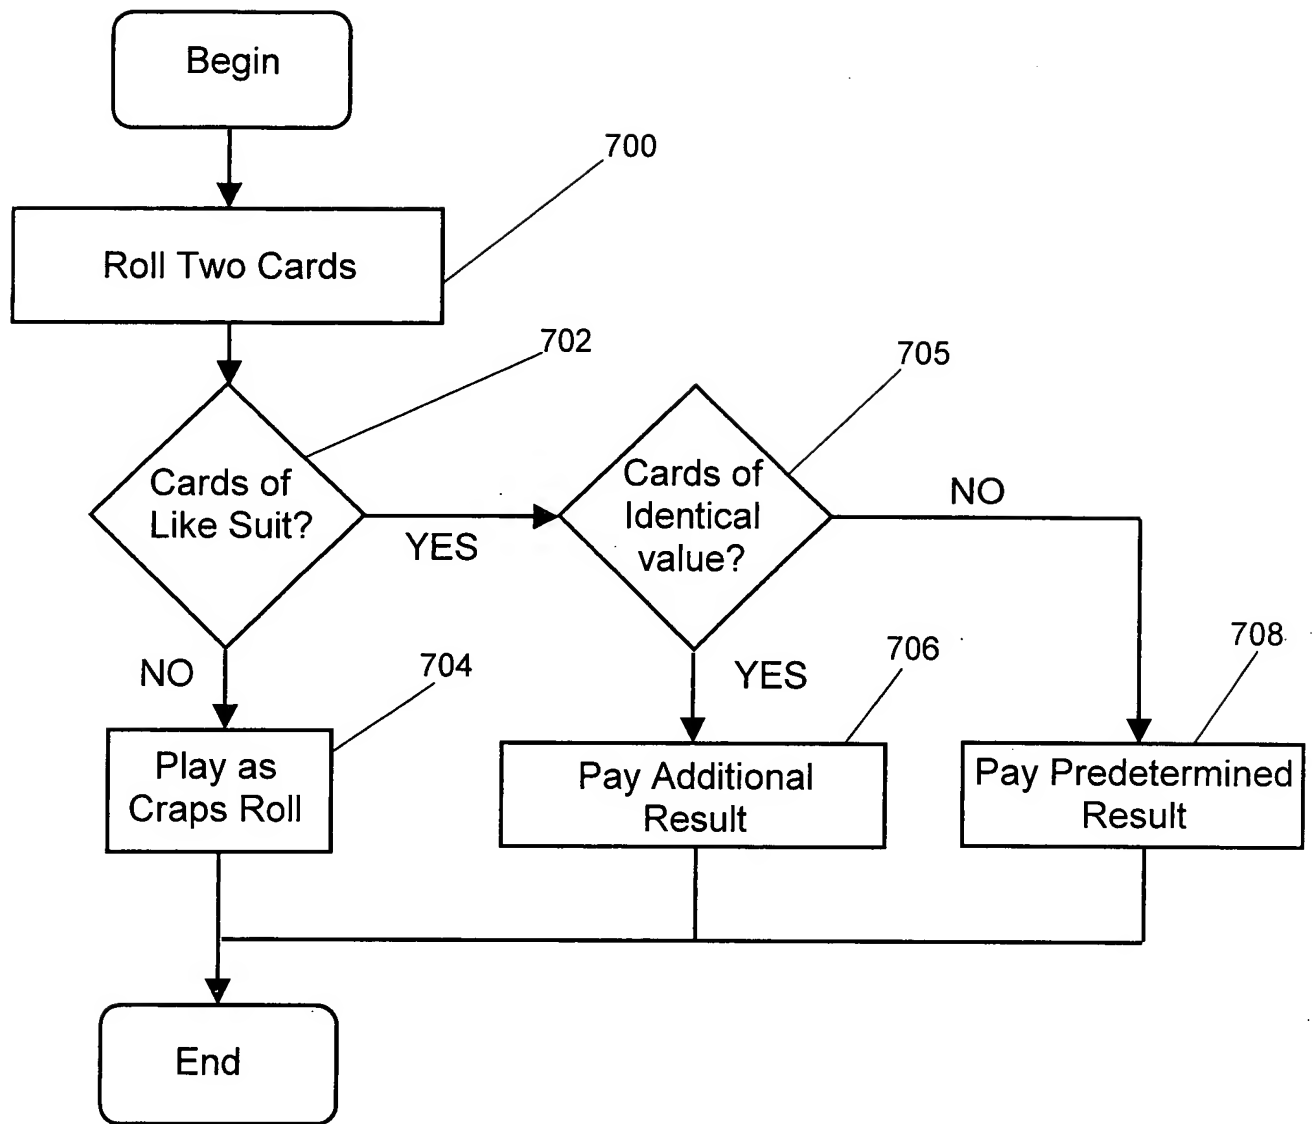 Begin
700
Roll Two Cards
702
705
Cards of
Like Suit?
YES
Cards of
Identical
value?
NO
NO
704
YES
706
708
Play as
Craps Roll
Pay Additional
Result
Pay Predetermined
Result
End